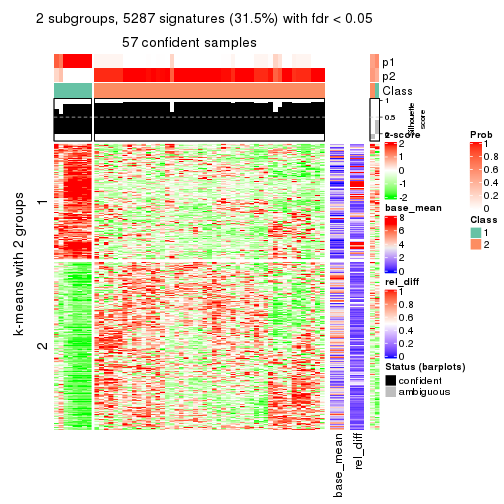 2 subgroups, 5287 signatures (31.5%) with fdr < 0.05
57 confident samples
p1
p2
Class
1
0.5
0
Silhouette
score
k-means with 2 groups
1
2
base_mean
rel_diff
z-score
2
1
0
-1
-2
base_mean
8
6
4
2
0
rel_diff
1
0.8
0.6
0.4
0.2
0
Status (barplots)
confident
ambiguous
Prob
1
0.8
0.6
0.4
0.2
0
Class
1
2